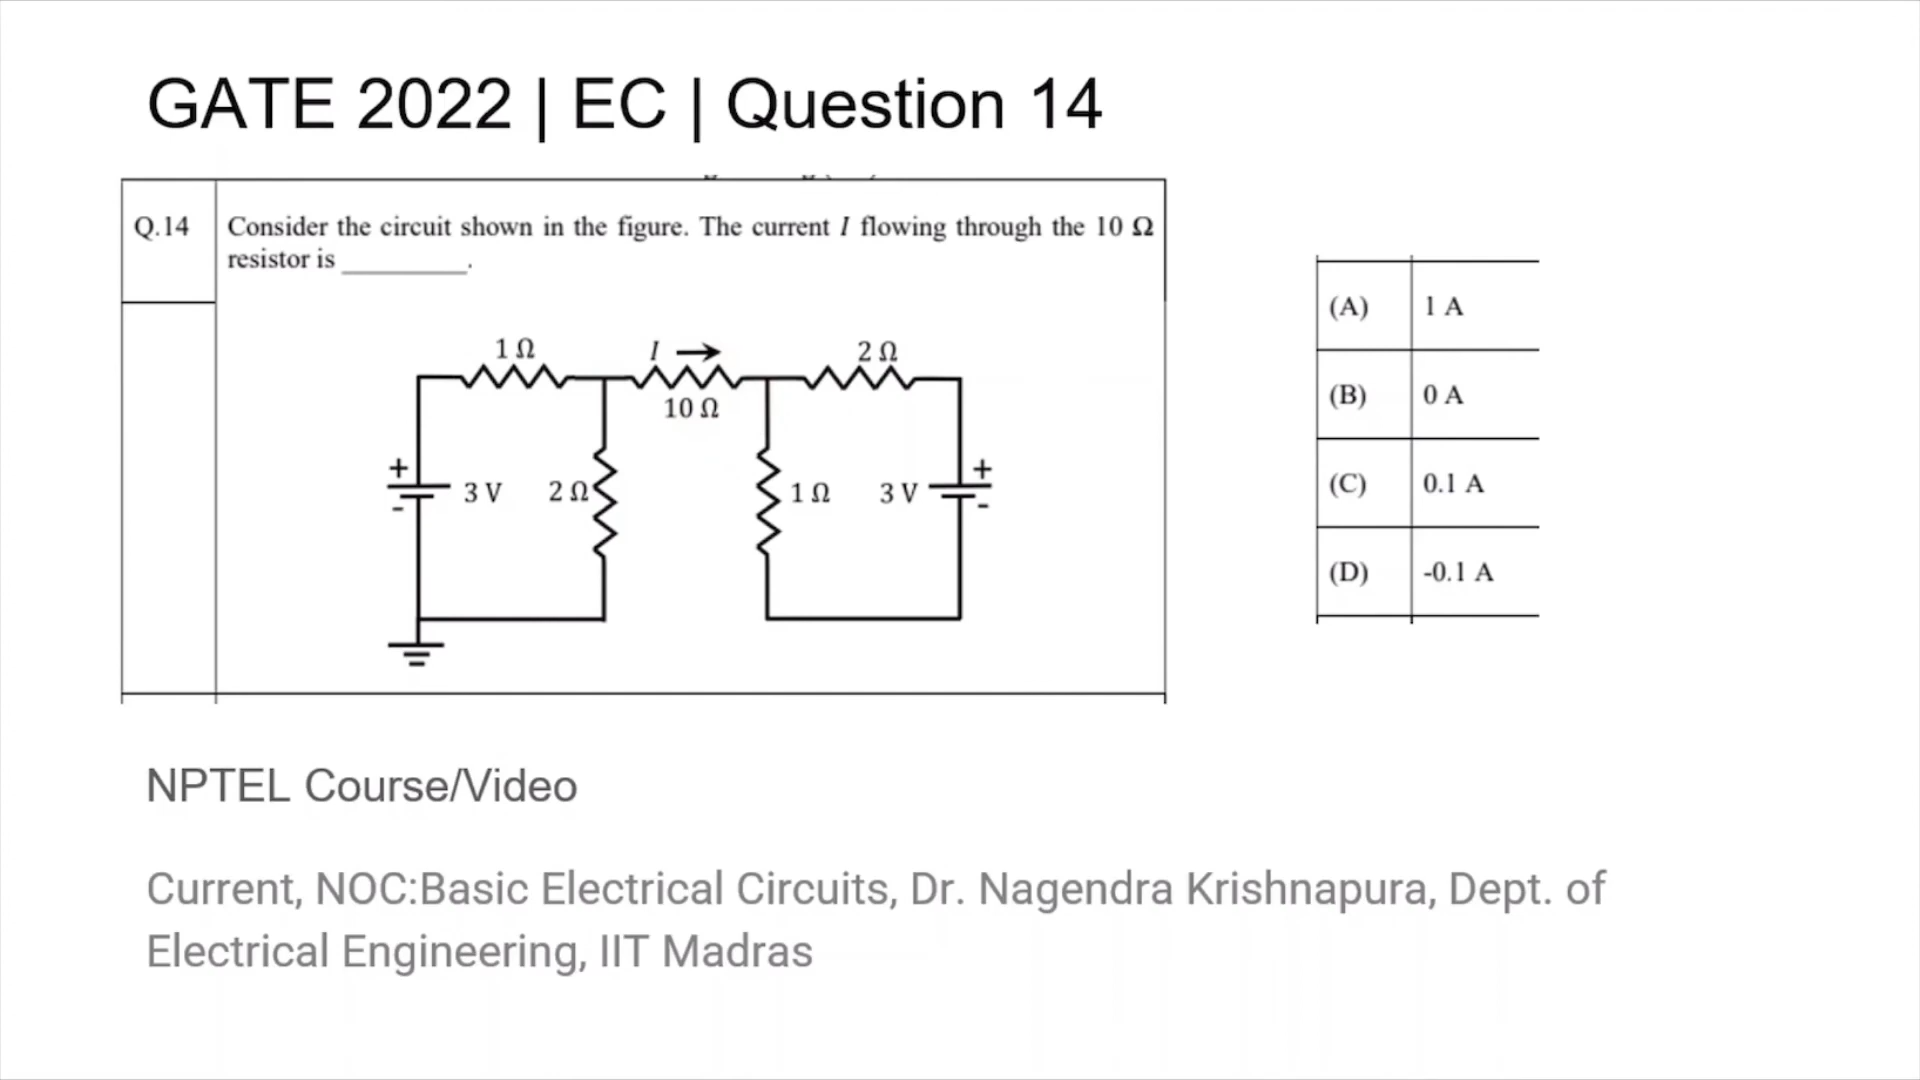 GATE 2022 | EC | Question 14
Q.14
Consider the circuit shown in the figure. The current I flowing through the 10 Ω
resistor is _________.
1 Ω
I
2 Ω
10 Ω
+
3 V
-
2 Ω
1 Ω
3 V
+
-
(A) 1 A
(B) 0 A
(C) 0.1 A
(D) -0.1 A
NPTEL Course/Video
Current, NOC:Basic Electrical Circuits, Dr. Nagendra Krishnapura, Dept. of
Electrical Engineering, IIT Madras